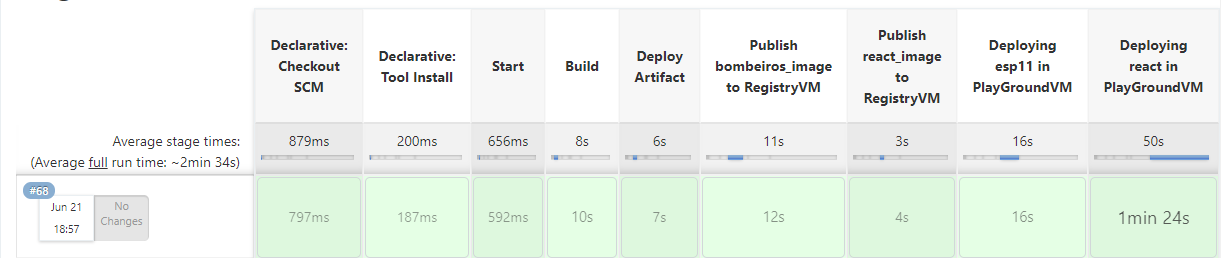 Declarative: Checkout SCM
Declarative: Tool Install
Start
Build
Deploy Artifact
Publish bombeiros_image to RegistryVM
Publish react_image to RegistryVM
Deploying esp11 in PlayGroundVM
Deploying react in PlayGroundVM
Average stage times:
(Average full run time: ~2min 34s)
879ms
200ms
656ms
8s
6s
11s
3s
16s
50s
#68
Jun 21
18:57
No
Changes
797ms
187ms
592ms
10s
7s
12s
4s
16s
1min 24s